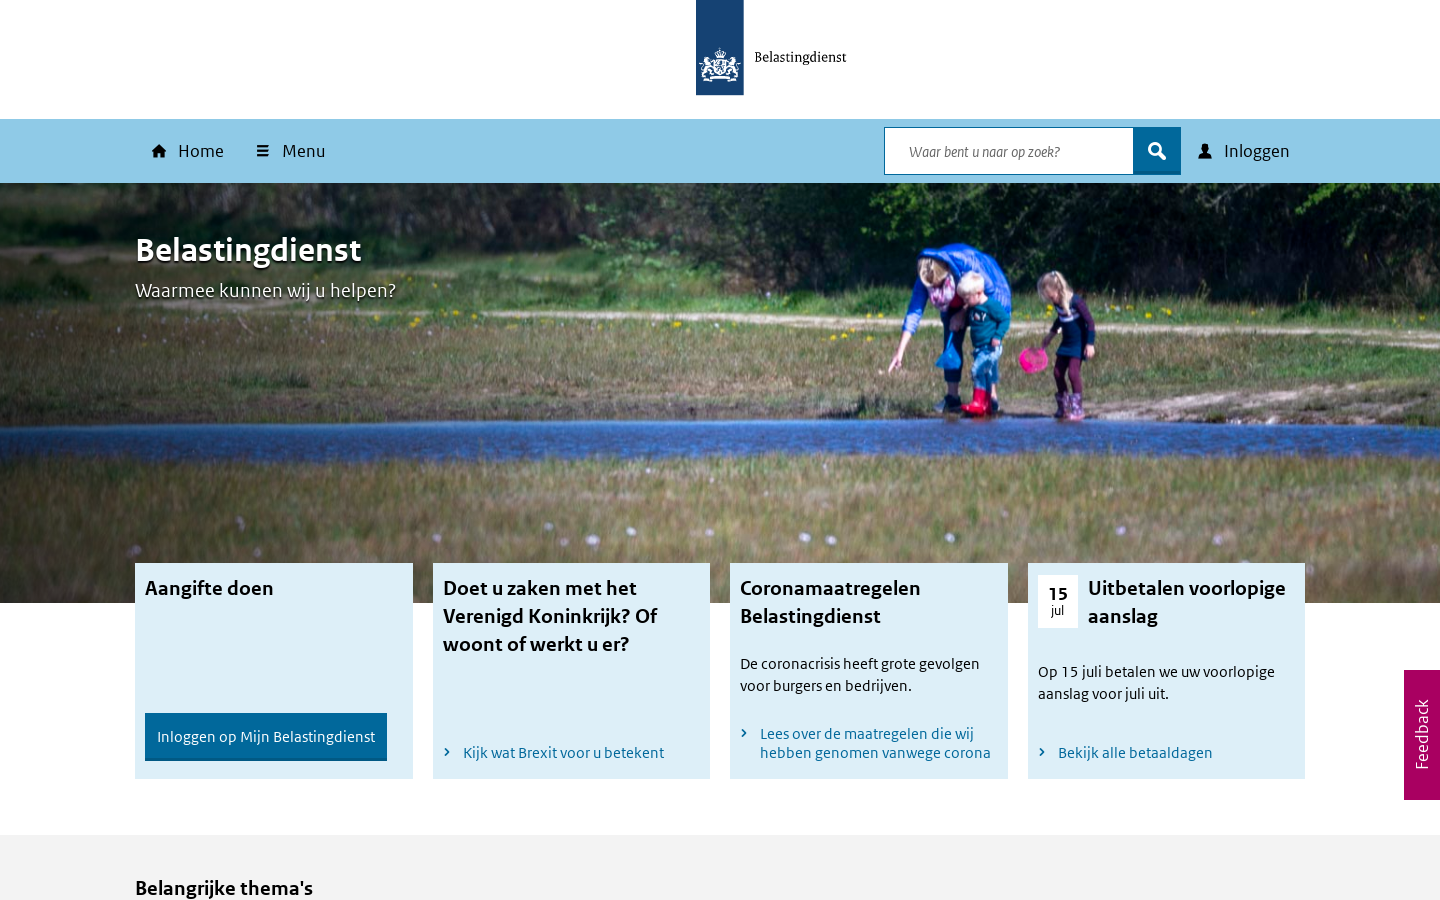 Belastingdienst
Home
Menu
Waar bent u naar op zoek?
Inloggen
Belastingdienst
Waarmee kunnen wij u helpen?
Aangifte doen
Inloggen op Mijn Belastingdienst
Doet u zaken met het
Verenigd Koninkrijk? Of
woont of werkt u er?
Kijk wat Brexit voor u betekent
Coronamaatregelen
Belastingdienst
De coronacrisis heeft grote gevolgen
voor burgers en bedrijven.
Lees over de maatregelen die wij
hebben genomen vanwege corona
15
jul
Uitbetalen voorlopige
aanslag
Op 15 juli betalen we uw voorlopige
aanslag voor juli uit.
Bekijk alle betaaldagen
Feedback
Belangrijke thema's